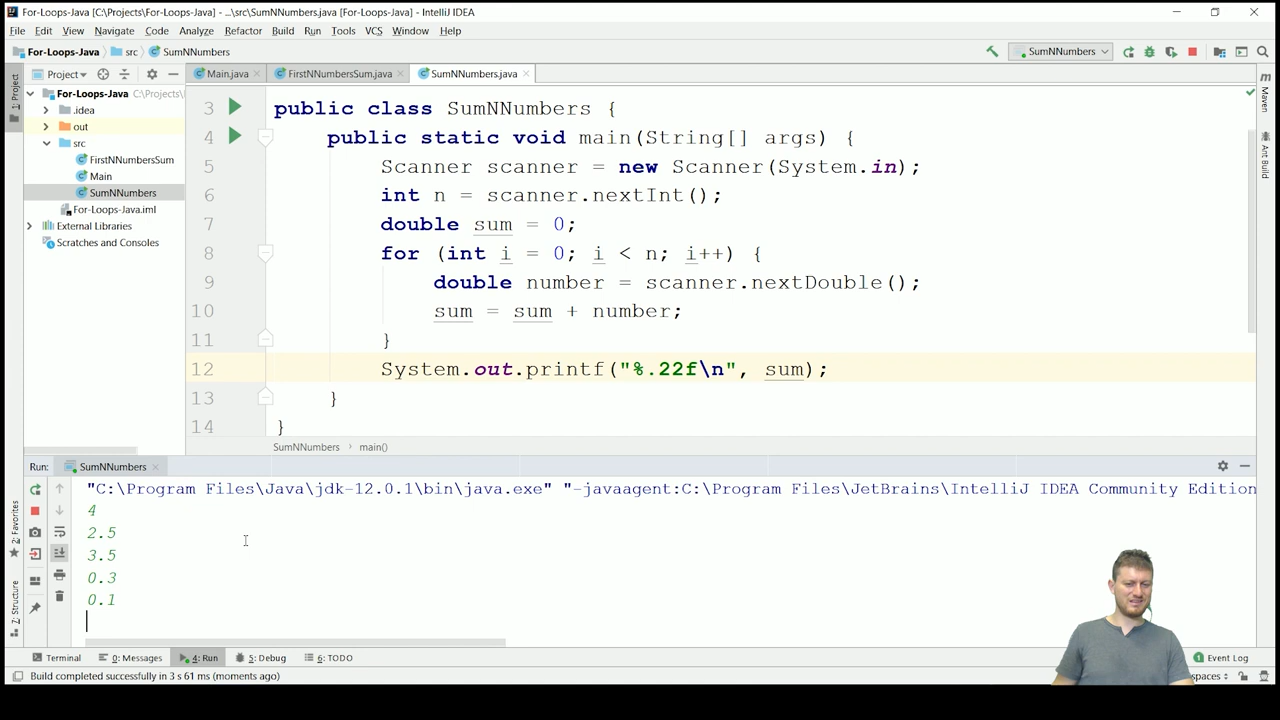 For-Loops-Java [C:\Projects\For-Loops-Java] - ...\src\SumNNumbers.java [For-Loops-Java] - IntelliJ IDEA
File Edit View Navigate Code Analyze Refactor Build Run Tools VCS Window Help
For-Loops-Java src SumNNumbers SumNNumbers
Project Main.java FirstNNumbersSum.java SumNNumbers.java
1: Project
For-Loops-Java C:\Projects\
.idea
out
src
FirstNNumbersSum
Main
SumNNumbers
For-Loops-Java.iml
External Libraries
Scratches and Consoles
3 public class SumNNumbers {
4 public static void main(String[] args) {
5 Scanner scanner = new Scanner(System.in);
6 int n = scanner.nextInt();
7 double sum = 0;
8 for (int i = 0; i < n; i++) {
9 double number = scanner.nextDouble();
10 sum = sum + number;
11 }
12 System.out.printf("%.22f\n", sum);
13 }
14 }
SumNNumbers main()
m
Maven
Ant Build
Run: SumNNumbers
"C:\Program Files\Java\jdk-12.0.1\bin\java.exe" "-javaagent:C:\Program Files\JetBrains\IntelliJ IDEA Community Edition
4
2.5
3.5
0.3
0.1
2: Favorites
7: Structure
Terminal 0: Messages 4: Run 5: Debug 6: TODO 1 Event Log
Build completed successfully in 3 s 61 ms (moments ago) spaces